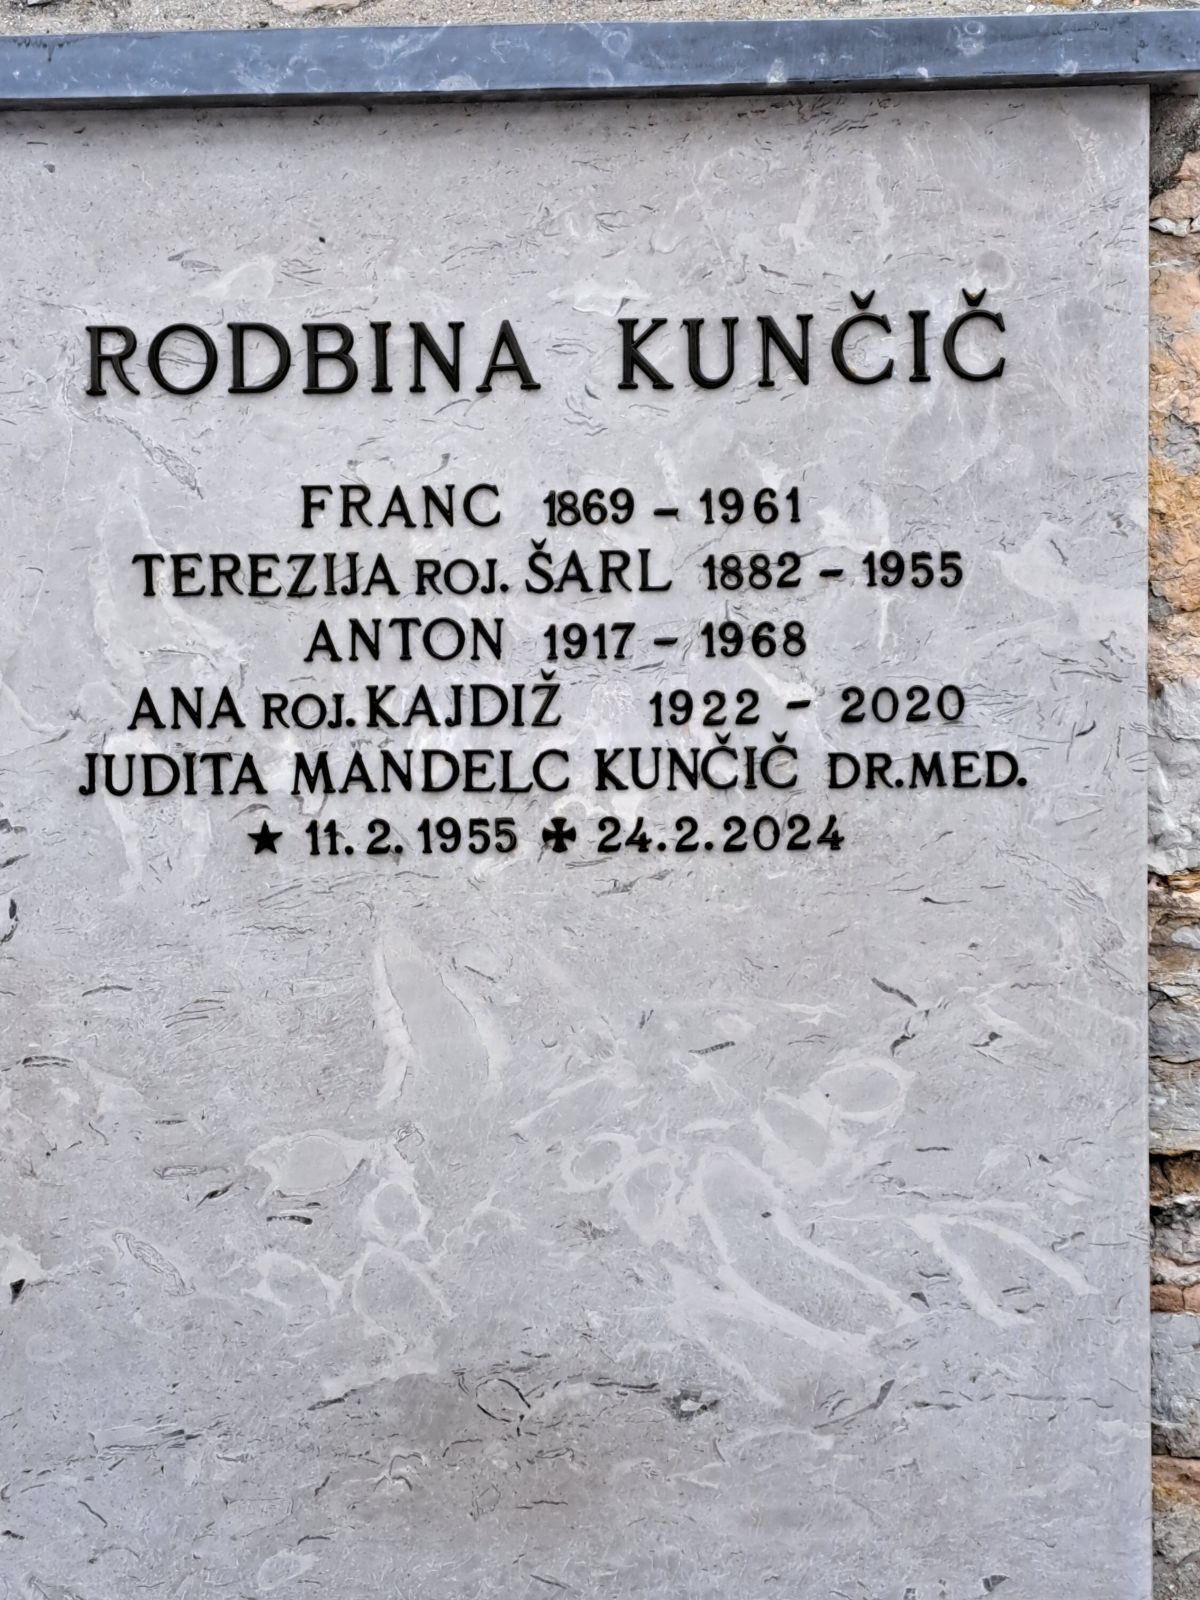 RODBINA KUNČIČ
FRANC 1869 – 1961
TEREZIJA ROJ. ŠARL 1882 – 1955
ANTON 1917 – 1968
ANA ROJ. KAJDIŽ 1922 – 2020
JUDITA MANDELC KUNČIČ DR.MED.
★ 11.2.1955 ✠ 24.2.2024